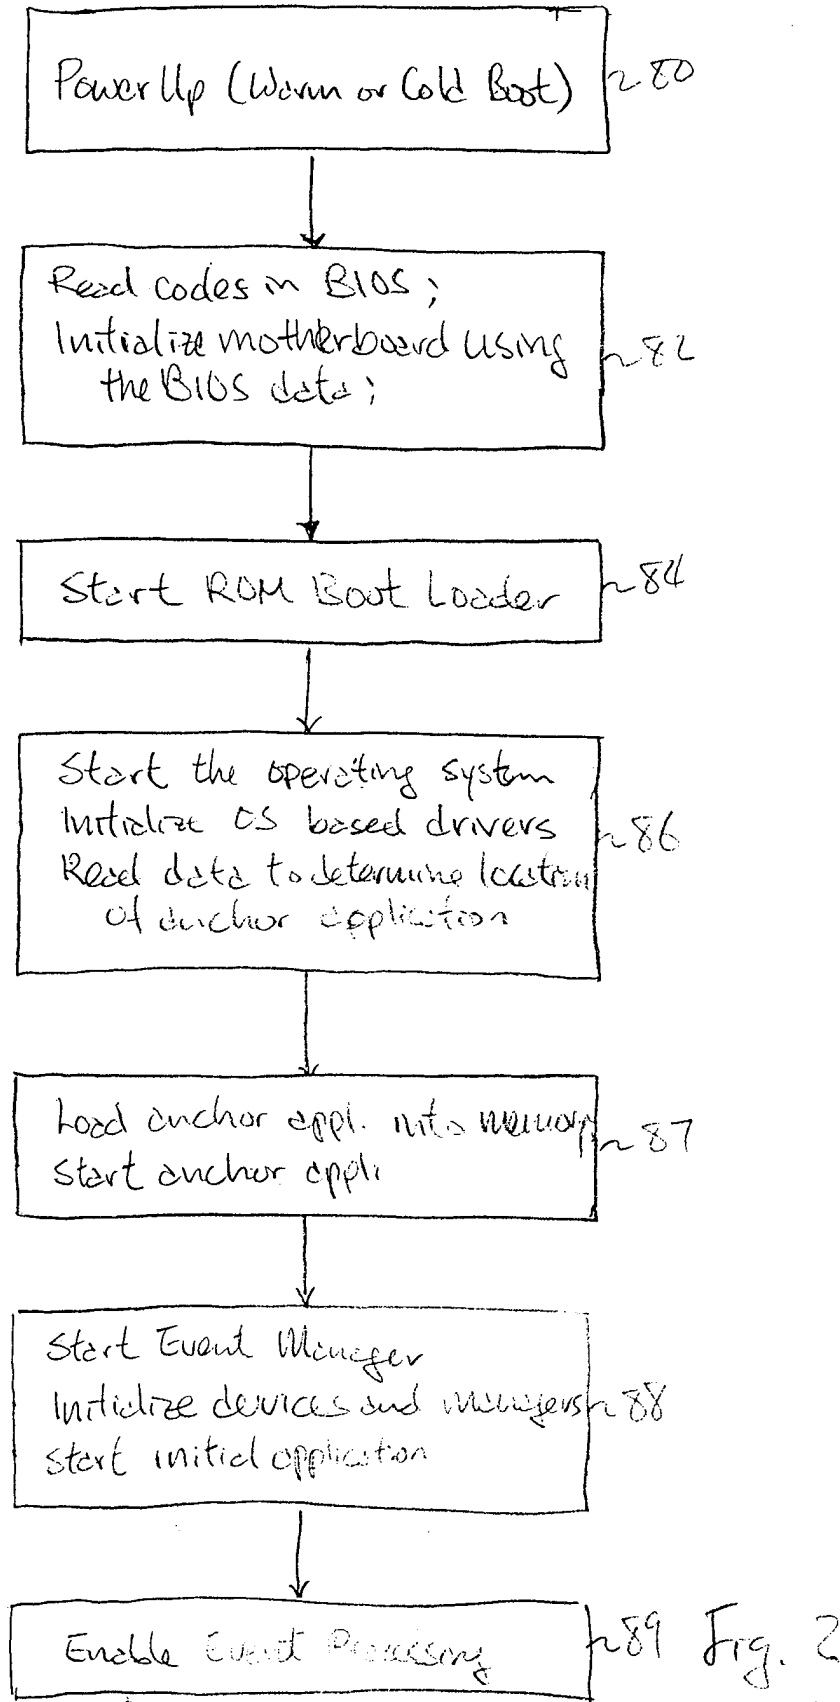 Power Up (Warm or Cold Boot) ~80
Read codes in BIOS;
Initialize motherboard using ~82
the BIOS data;
Start ROM Boot Loader ~84
Start the operating system
Initialize OS based drivers ~86
Read data to determine location
of anchor application
Load anchor appl. into memory ~87
Start anchor appli
Start Event Manager
Initialize devices and managers ~88
Start initial application
Enable Event Processing ~89 Fig. 2